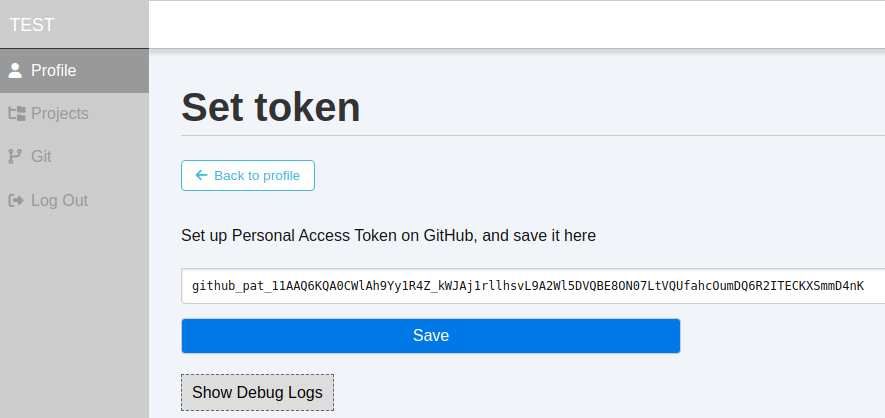 TEST
Profile
Projects
Git
Log Out
Set token
Back to profile
Set up Personal Access Token on GitHub, and save it here
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
Save
Show Debug Logs